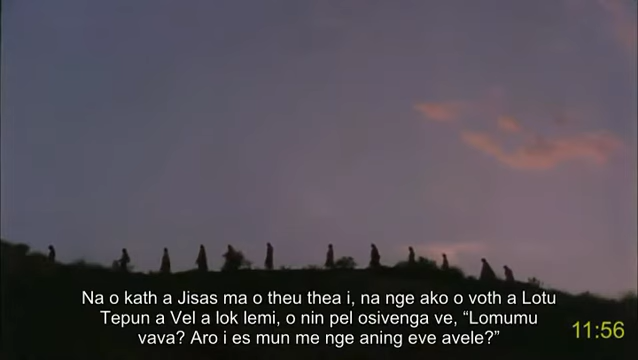 Na o kath a Jisas ma o theu thea i, na nge ako o voth a Lotu
Tepun a Vel a lok lemi, o nin pel osivenga ve, “Lomumu
vava? Aro i es mun me nge aning eve avele?”
11:56